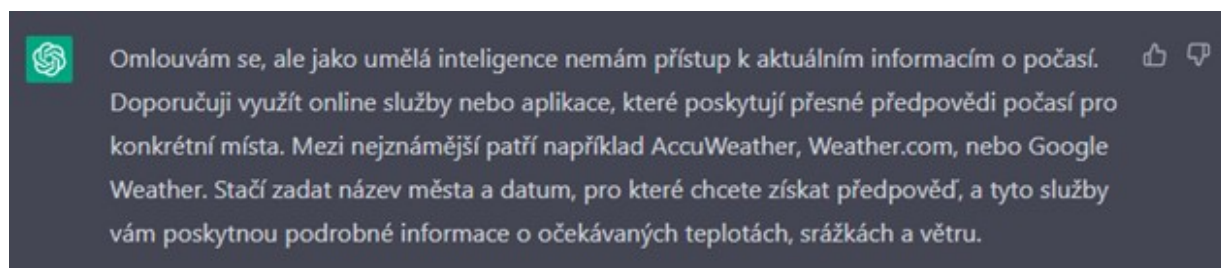 Omlouvám se, ale jako umělá inteligence nemám přístup k aktuálním informacím o počasí.
Doporučuji využít online služby nebo aplikace, které poskytují přesné předpovědi počasí pro
konkrétní místa. Mezi nejznámější patří například AccuWeather, Weather.com, nebo Google
Weather. Stačí zadat název města a datum, pro které chcete získat předpověď, a tyto služby
vám poskytnou podrobné informace o očekávaných teplotách, srážkách a větru.